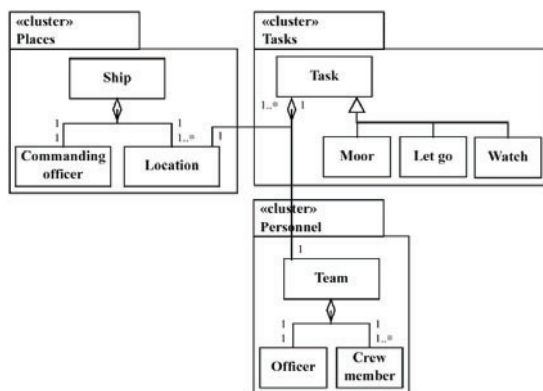 «cluster»
Places
Ship
1
1
1
1..*
Commanding
officer
Location
1
«cluster»
Tasks
Task
1..*
1
Moor
Let go
Watch
«cluster»
Personnel
1
Team
1
1
1
1..*
Officer
Crew
member